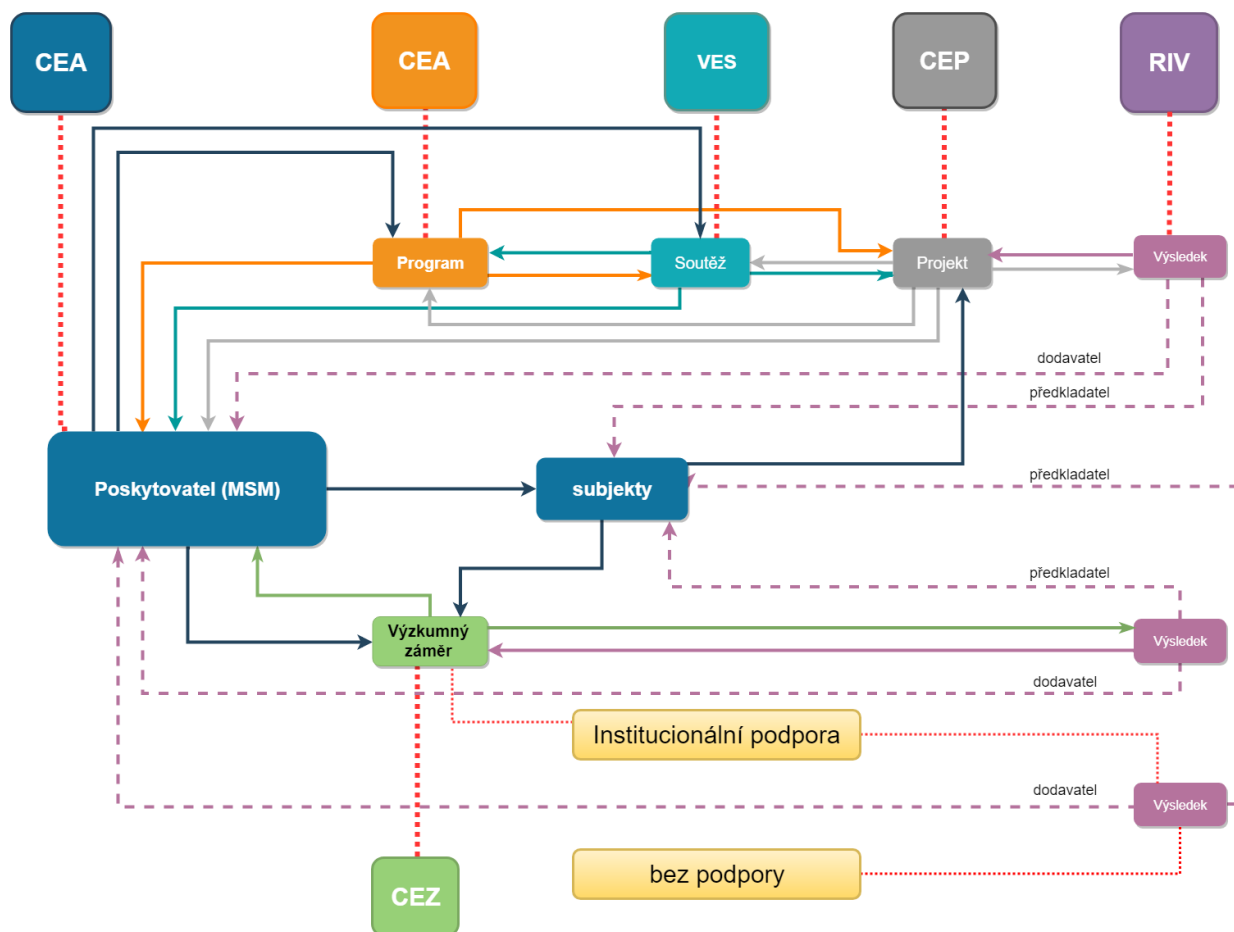 CEA
CEA
VES
CEP
RIV
Program
Soutěž
Projekt
Výsledek
dodavatel
předkladatel
Poskytovatel (MSM)
subjekty
předkladatel
předkladatel
Výzkumný
záměr
Výsledek
dodavatel
Institucionální podpora
dodavatel
Výsledek
bez podpory
CEZ